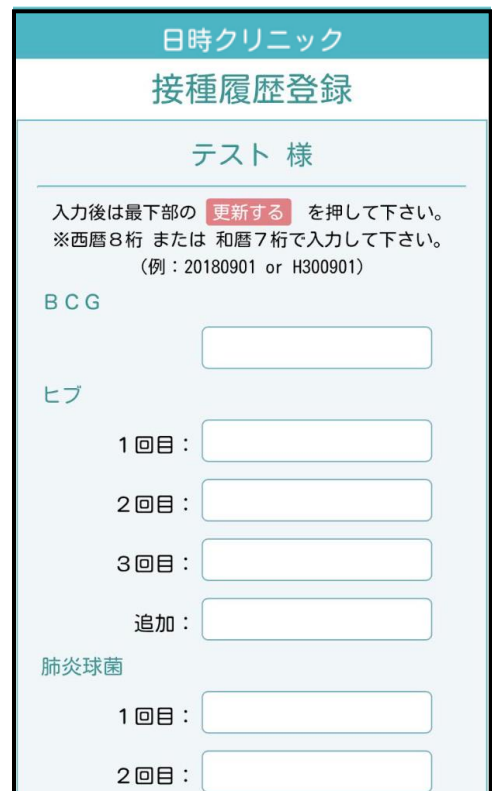 日時クリニック
接種履歴登録
テスト 様
入力後は最下部の 更新する を押して下さい。
※西暦８桁 または 和暦７桁で入力して下さい。
（例：20180901 or H300901）
ＢＣＧ
ヒブ
１回目：
２回目：
３回目：
追加：
肺炎球菌
１回目：
２回目：